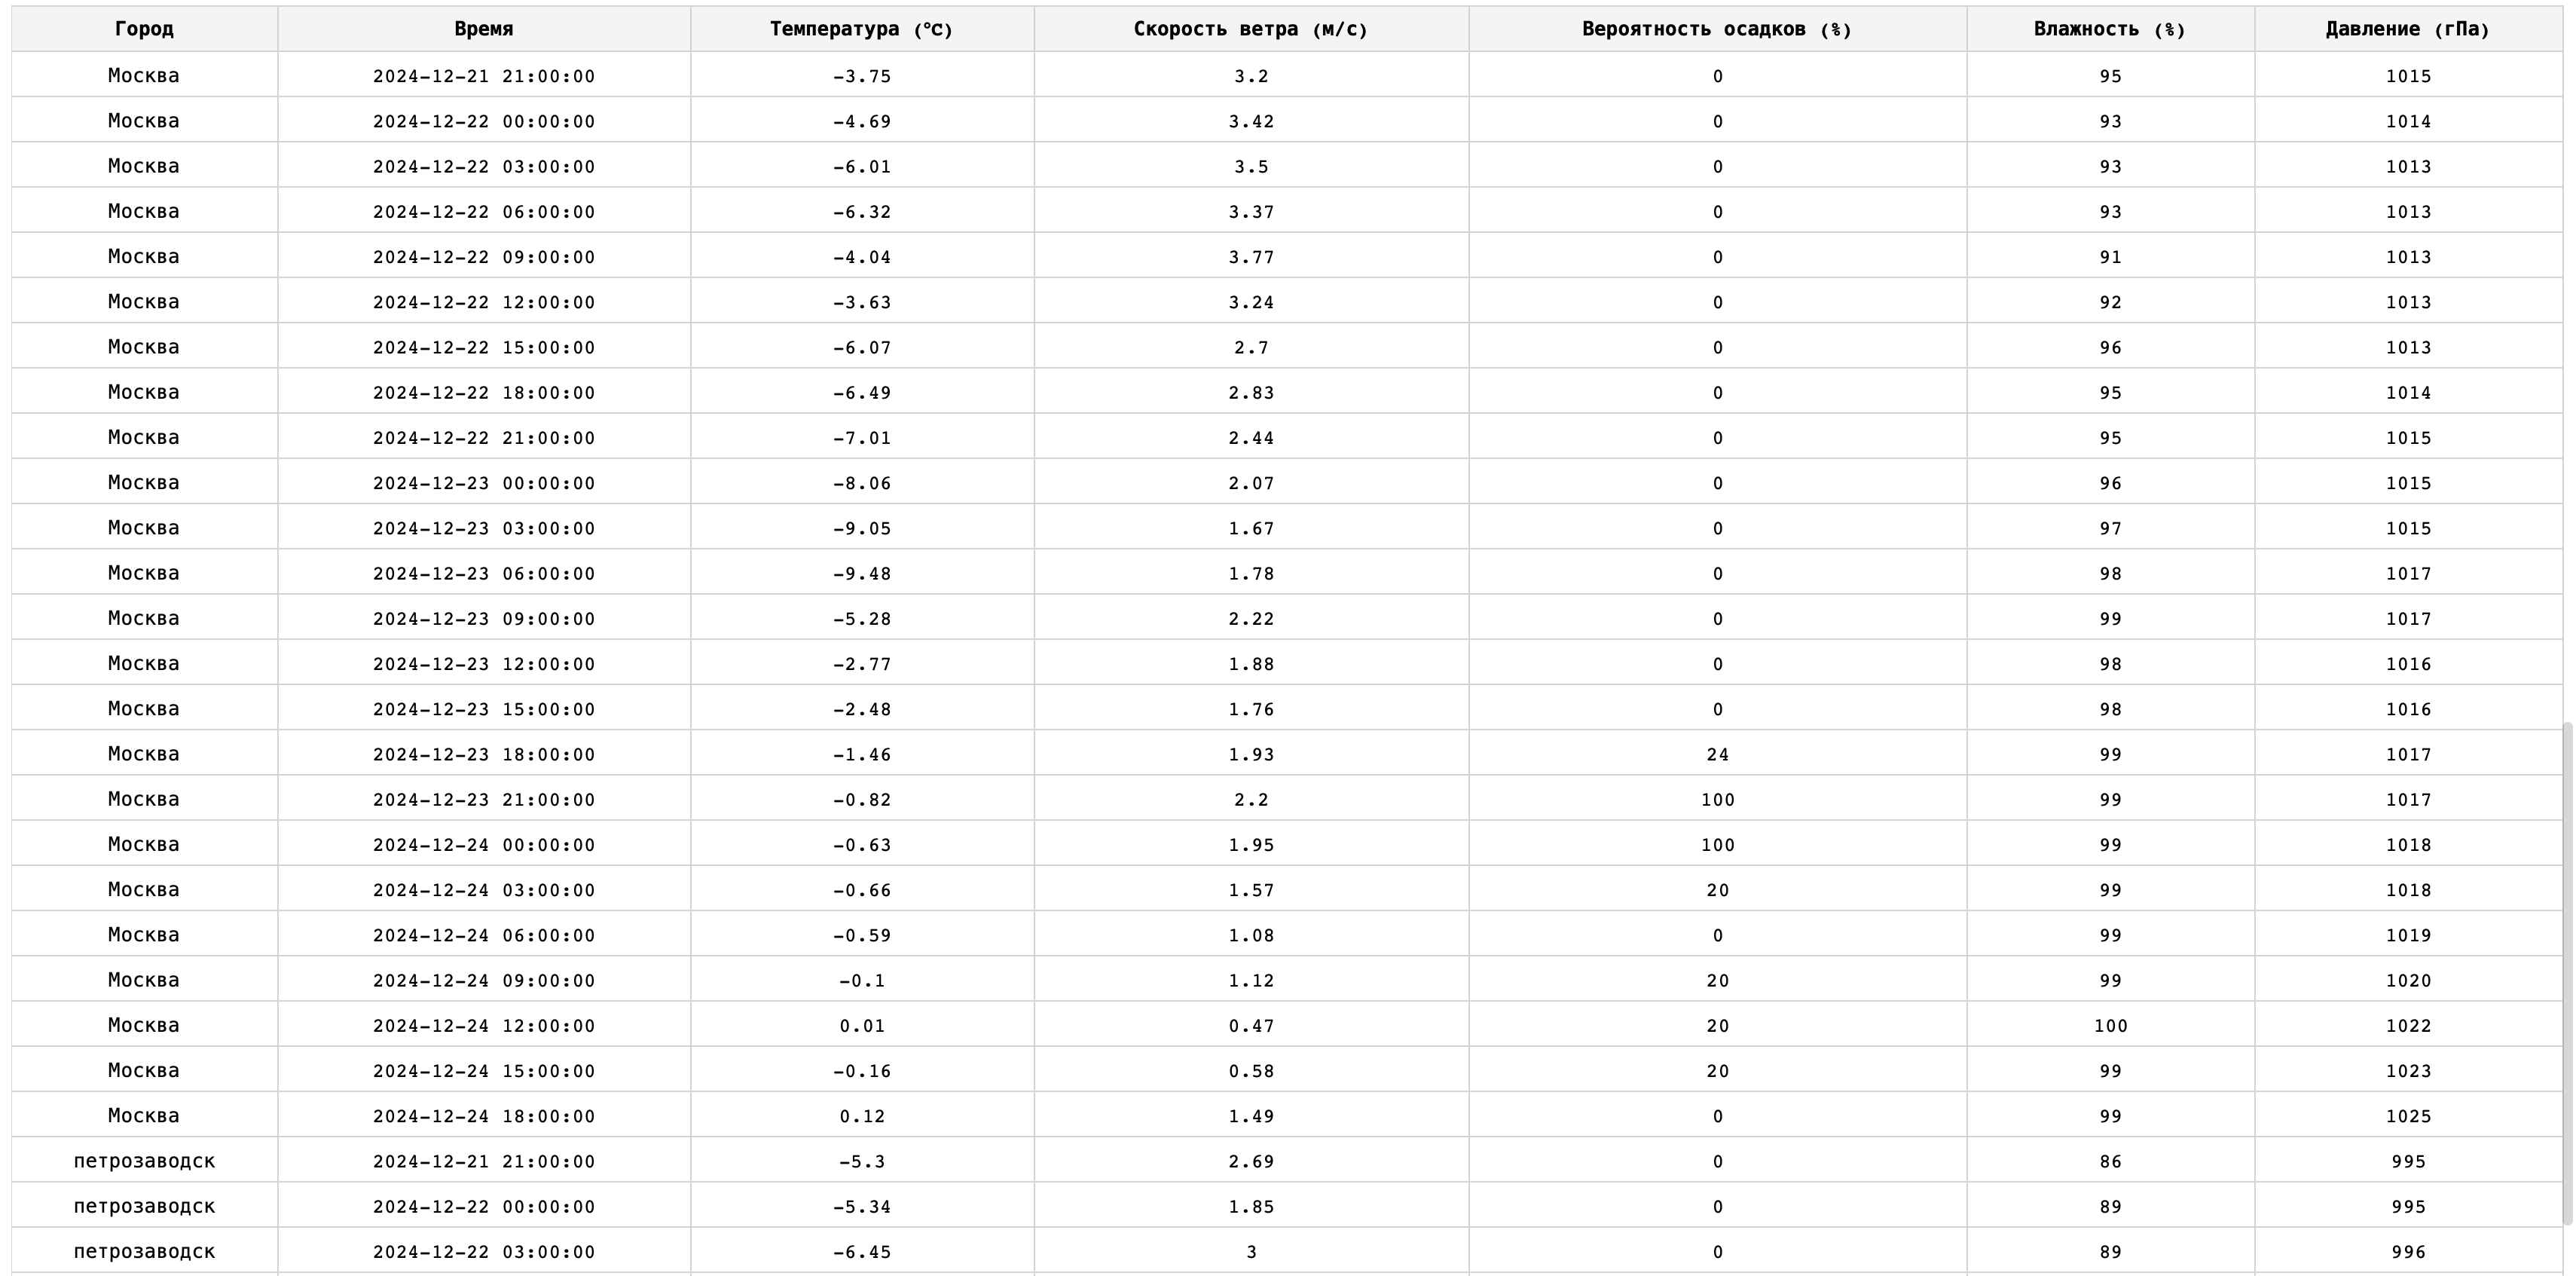 Город Время Температура (°C) Скорость ветра (м/с) Вероятность осадков (%) Влажность (%) Давление (гПа)
Москва 2024-12-21 21:00:00 -3.75 3.2 0 95 1015
Москва 2024-12-22 00:00:00 -4.69 3.42 0 93 1014
Москва 2024-12-22 03:00:00 -6.01 3.5 0 93 1013
Москва 2024-12-22 06:00:00 -6.32 3.37 0 93 1013
Москва 2024-12-22 09:00:00 -4.04 3.77 0 91 1013
Москва 2024-12-22 12:00:00 -3.63 3.24 0 92 1013
Москва 2024-12-22 15:00:00 -6.07 2.7 0 96 1013
Москва 2024-12-22 18:00:00 -6.49 2.83 0 95 1014
Москва 2024-12-22 21:00:00 -7.01 2.44 0 95 1015
Москва 2024-12-23 00:00:00 -8.06 2.07 0 96 1015
Москва 2024-12-23 03:00:00 -9.05 1.67 0 97 1015
Москва 2024-12-23 06:00:00 -9.48 1.78 0 98 1017
Москва 2024-12-23 09:00:00 -5.28 2.22 0 99 1017
Москва 2024-12-23 12:00:00 -2.77 1.88 0 98 1016
Москва 2024-12-23 15:00:00 -2.48 1.76 0 98 1016
Москва 2024-12-23 18:00:00 -1.46 1.93 24 99 1017
Москва 2024-12-23 21:00:00 -0.82 2.2 100 99 1017
Москва 2024-12-24 00:00:00 -0.63 1.95 100 99 1018
Москва 2024-12-24 03:00:00 -0.66 1.57 20 99 1018
Москва 2024-12-24 06:00:00 -0.59 1.08 0 99 1019
Москва 2024-12-24 09:00:00 -0.1 1.12 20 99 1020
Москва 2024-12-24 12:00:00 0.01 0.47 20 100 1022
Москва 2024-12-24 15:00:00 -0.16 0.58 20 99 1023
Москва 2024-12-24 18:00:00 0.12 1.49 0 99 1025
петрозаводск 2024-12-21 21:00:00 -5.3 2.69 0 86 995
петрозаводск 2024-12-22 00:00:00 -5.34 1.85 0 89 995
петрозаводск 2024-12-22 03:00:00 -6.45 3 0 89 996